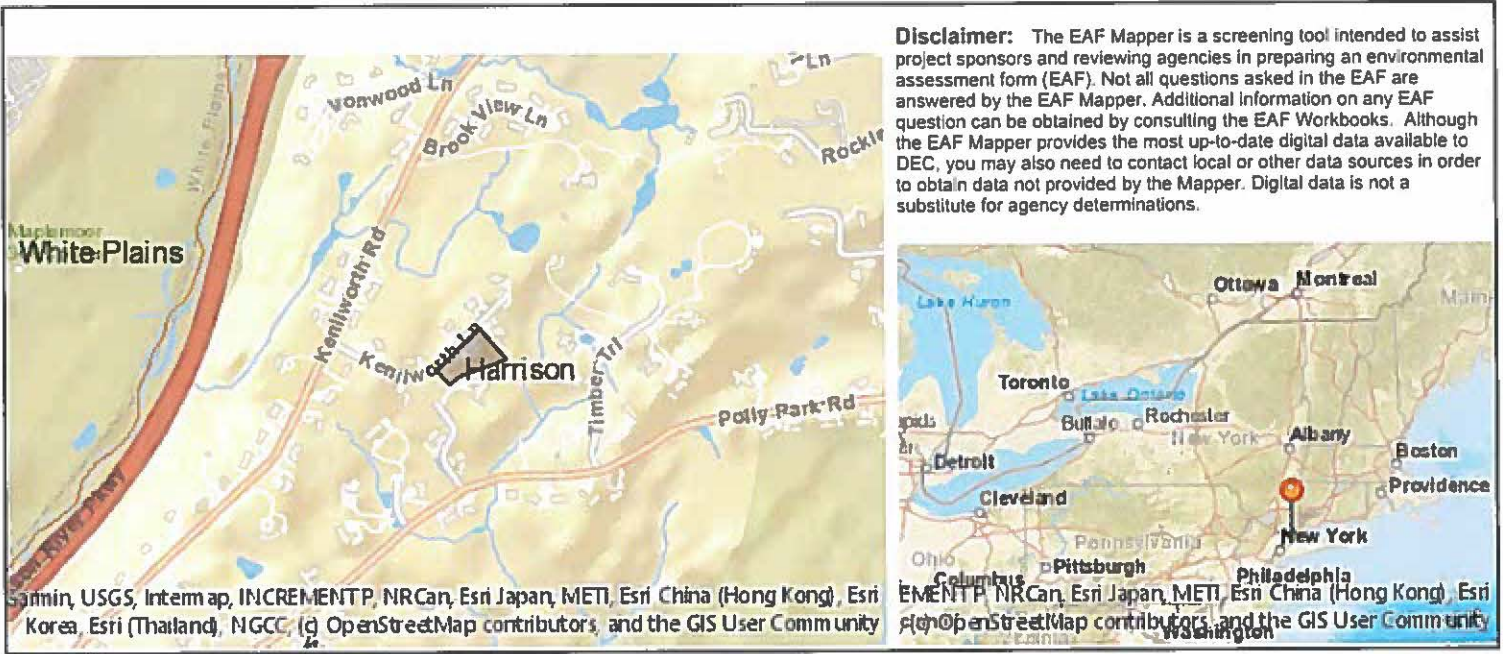 Disclaimer: The EAF Mapper is a screening tool intended to assist
project sponsors and reviewing agencies in preparing an environmental
assessment form (EAF). Not all questions asked in the EAF are
answered by the EAF Mapper. Additional information on any EAF
question can be obtained by consulting the EAF Workbooks. Although
the EAF Mapper provides the most up-to-date digital data available to
DEC, you may also need to contact local or other data sources in order
to obtain data not provided by the Mapper. Digital data is not a
substitute for agency determinations.
Ln
Brook View Ln
White Plains
White Plains
Kenilworth Rd
Harrison
Timber Trl
Polly Park Rd
River Pkwy
Garmin, USGS, Intermap, INCREMENT P, NRCan, Esri Japan, METI, Esri China (Hong Kong), Esri
Korea, Esri (Thailand), NGCC, (c) OpenStreetMap contributors, and the GIS User Community
Ottawa
Montreal
Lake Huron
Toronto
Lake Ontario
Rochester
Buffalo
New York
Albany
Boston
Detroit
Providence
Cleveland
New York
Pennsylvania
Ohio
Pittsburgh
Philadelphia
Columbus
EMENT P, NRCan, Esri Japan, METI, Esri China (Hong Kong), Esri
(c) OpenStreetMap contributors, and the GIS User Community
Washington